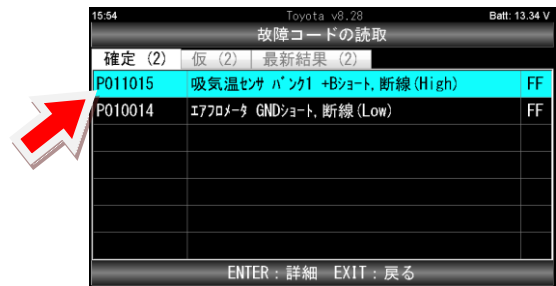 15:54 Toyota v8.28 Batt: 13.34 V
故障コードの読取
確定 (2) 仮 (2) 最新結果 (2)
P011015 吸気温ｾﾝｻ ﾊﾞﾝｸ1 +Bｼｮｰﾄ,断線(High) FF
P010014 ｴｱﾌﾛﾒｰﾀ GNDｼｮｰﾄ,断線(Low) FF
ENTER：詳細 EXIT：戻る